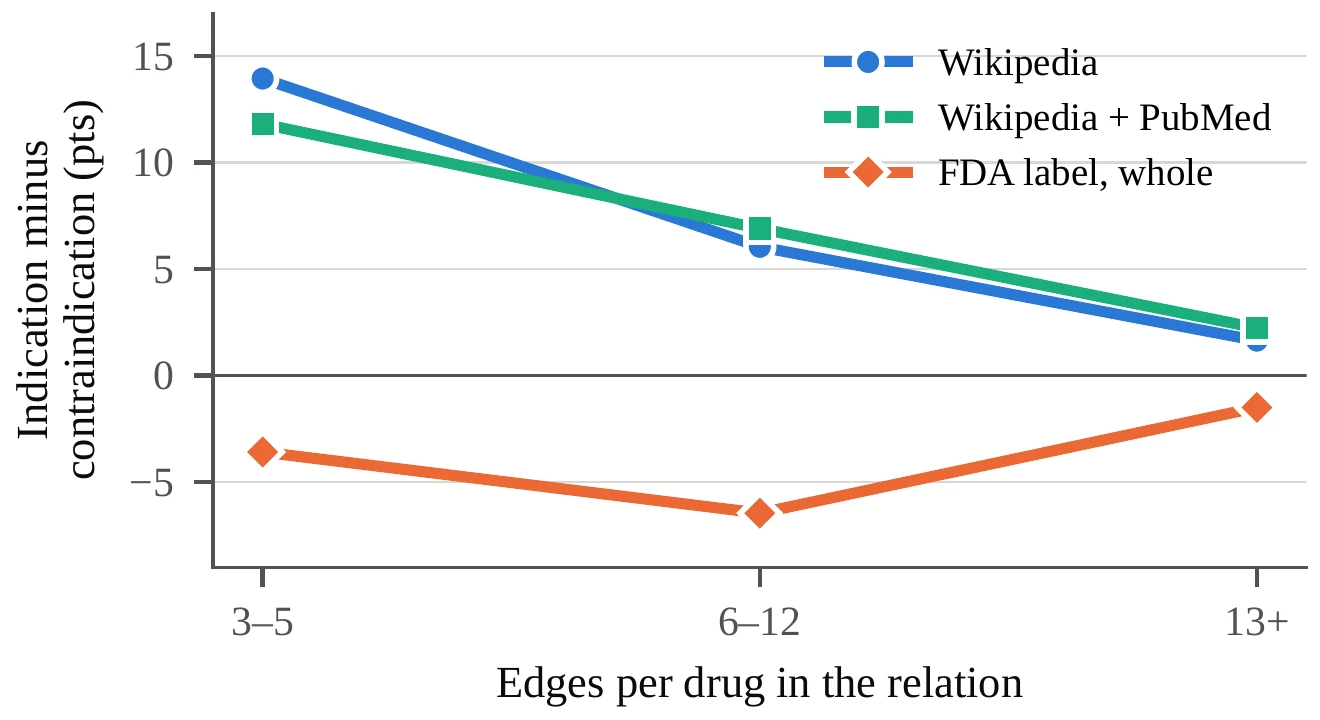 Indication minus
contraindication (pts)
15
10
5
0
−5
Wikipedia
Wikipedia + PubMed
FDA label, whole
3–5
6–12
13+
Edges per drug in the relation